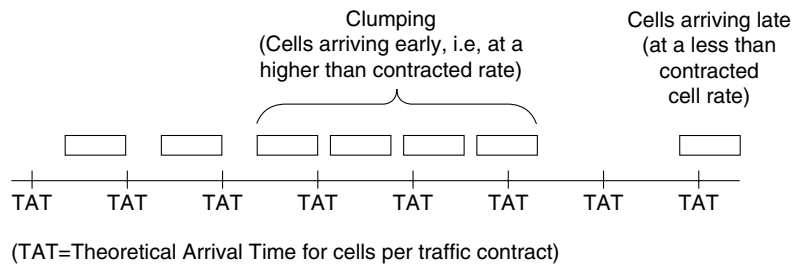 Clumping
(Cells arriving early, i.e, at a
higher than contracted rate)
Cells arriving late
(at a less than
contracted
cell rate)
TAT TAT TAT TAT TAT TAT TAT TAT
(TAT=Theoretical Arrival Time for cells per traffic contract)